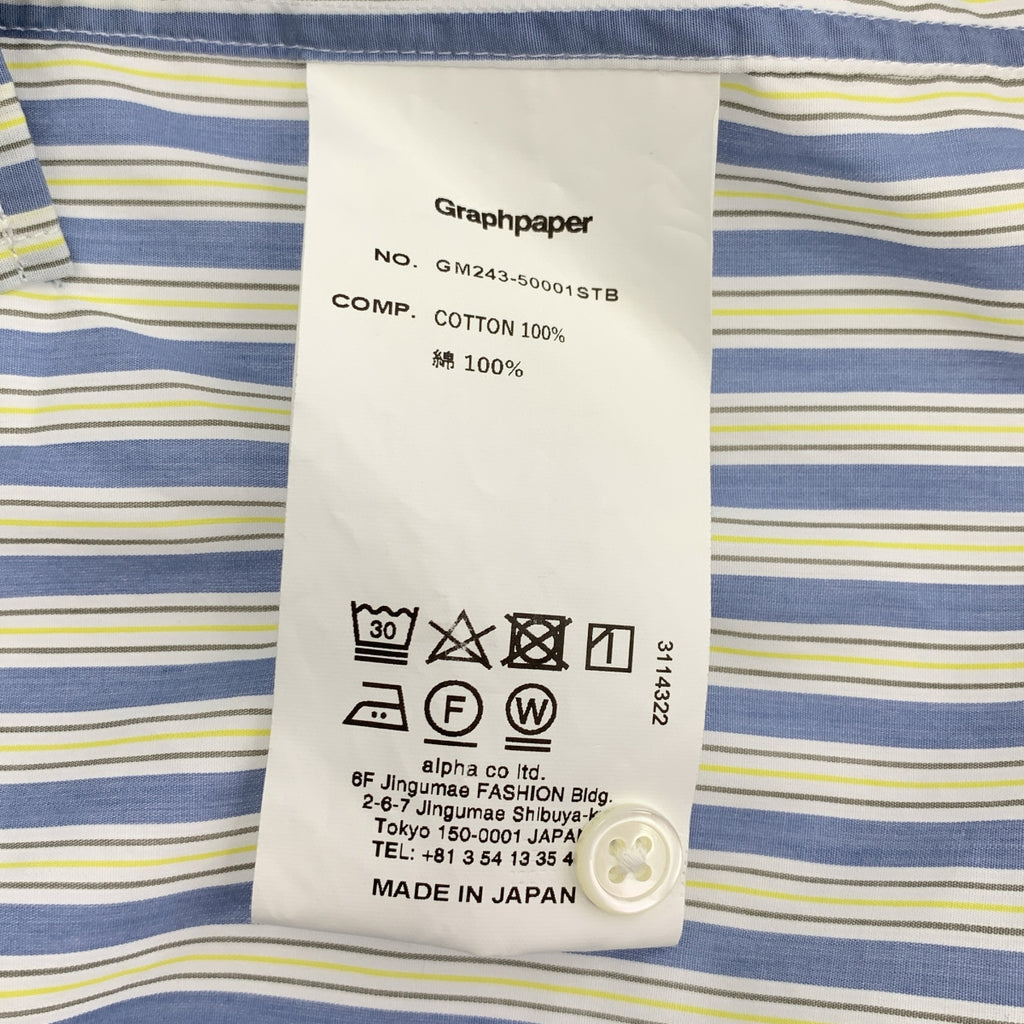 Graphpaper
NO. GM243-50001STB
COMP. COTTON 100%
綿 100%
30
3114322
F W
alpha co ltd.
6F Jingumae FASHION Bldg.
2-6-7 Jingumae Shibuya-k
Tokyo 150-0001 JAPAN
TEL: +81 3 54 13 35 4
MADE IN JAPAN